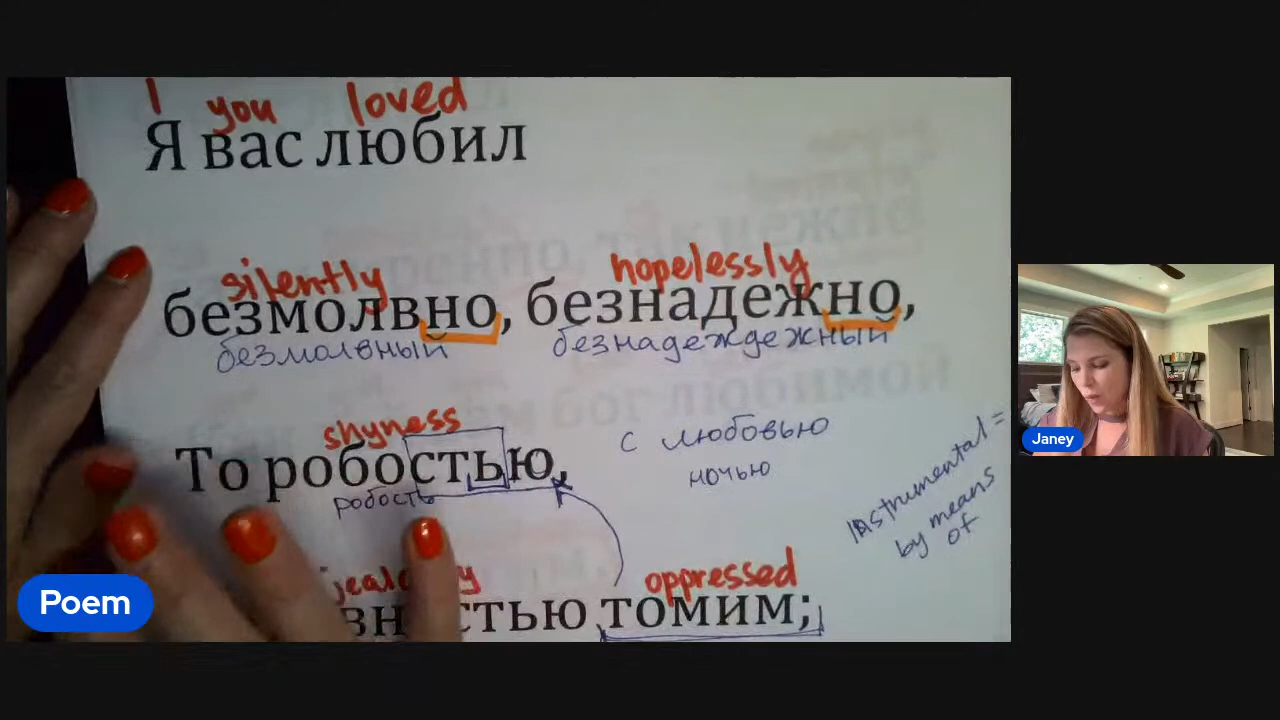 I you loved
Я вас любил
silently hopelessly
безмолвно, безнадежно,
безмолвный безнадеждежный
shyness
То робостью,
с любовью
робость
ночью
Instrumental =
by means
of
oppressed
томим;
Poem
Janey